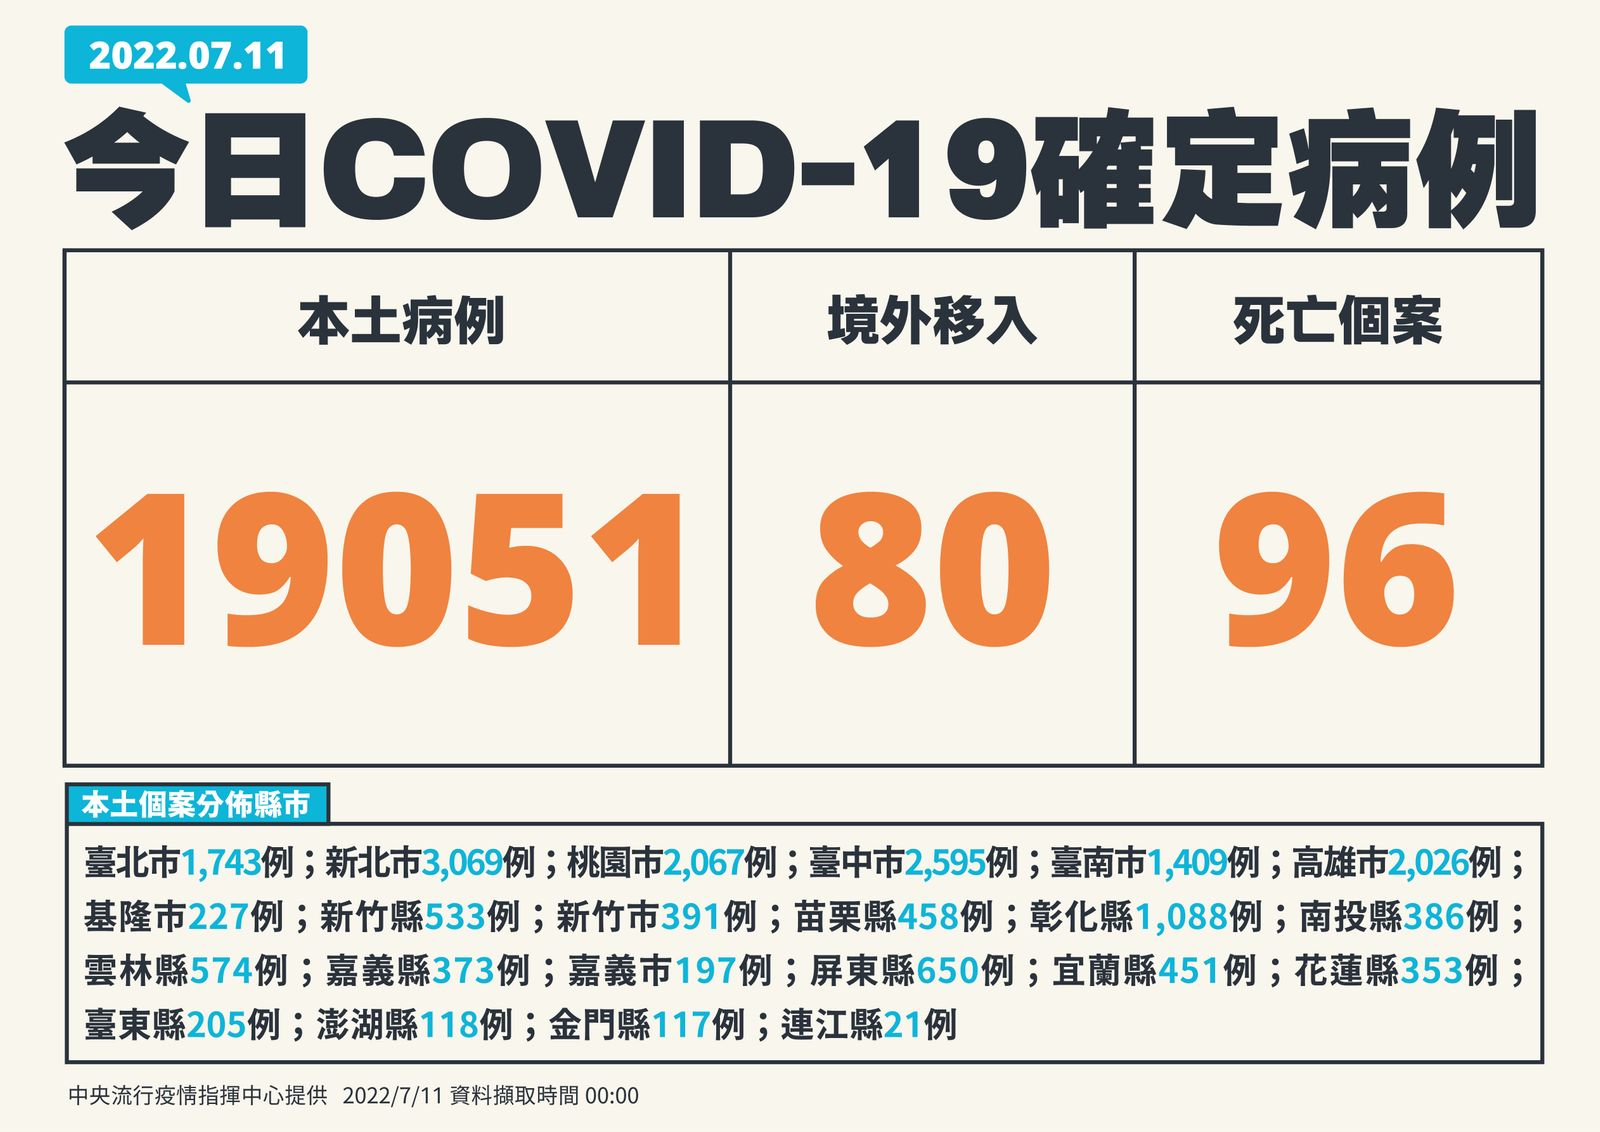 2022.07.11
今日COVID-19確定病例
本土病例
境外移入
死亡個案
19051
80
96
本土個案分佈縣市
臺北市1,743例；新北市3,069例；桃園市2,067例；臺中市2,595例；臺南市1,409例；高雄市2,026例；
基隆市227例；新竹縣533例；新竹市391例；苗栗縣458例；彰化縣1,088例；南投縣386例；
雲林縣574例；嘉義縣373例；嘉義市197例；屏東縣650例；宜蘭縣451例；花蓮縣353例；
臺東縣205例；澎湖縣118例；金門縣117例；連江縣21例
中央流行疫情指揮中心提供 2022/7/11 資料擷取時間 00:00